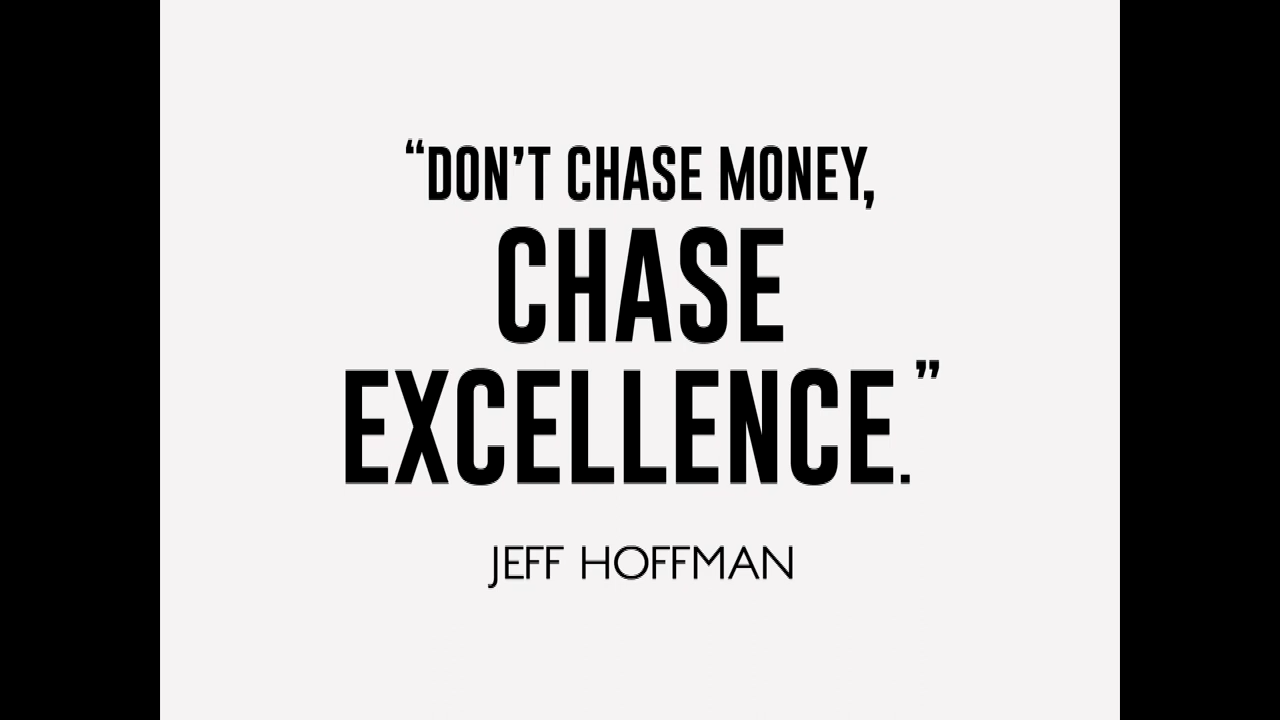 “DON’T CHASE MONEY,
CHASE
EXCELLENCE.”
JEFF HOFFMAN